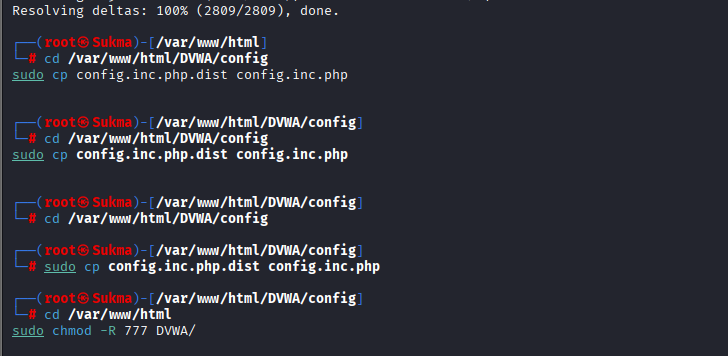 Resolving deltas: 100% (2809/2809), done.
┌──(root㉿Sukma)-[/var/www/html]
└─# cd /var/www/html/DVWA/config
sudo cp config.inc.php.dist config.inc.php
┌──(root㉿Sukma)-[/var/www/html/DVWA/config]
└─# cd /var/www/html/DVWA/config
sudo cp config.inc.php.dist config.inc.php
┌──(root㉿Sukma)-[/var/www/html/DVWA/config]
└─# cd /var/www/html/DVWA/config
┌──(root㉿Sukma)-[/var/www/html/DVWA/config]
└─# sudo cp config.inc.php.dist config.inc.php
┌──(root㉿Sukma)-[/var/www/html/DVWA/config]
└─# cd /var/www/html
sudo chmod -R 777 DVWA/